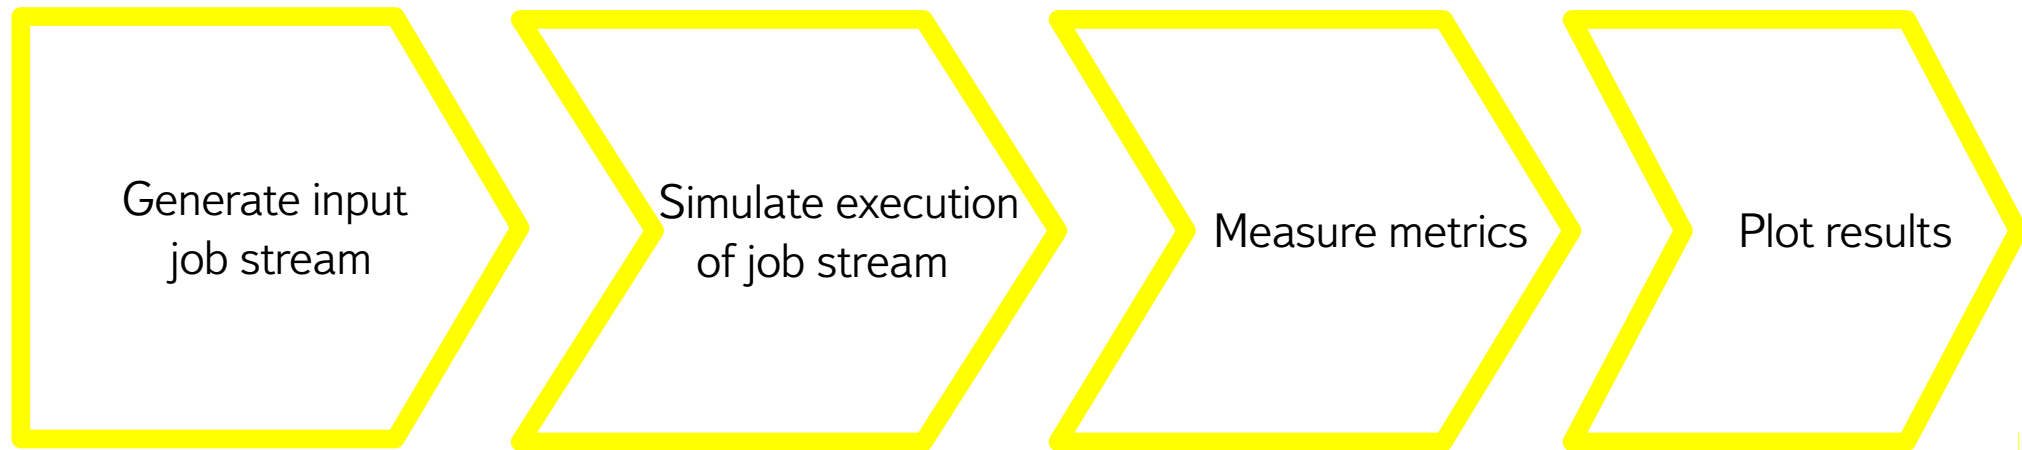 Generate input
job stream
Simulate execution
of job stream
Measure metrics
Plot results